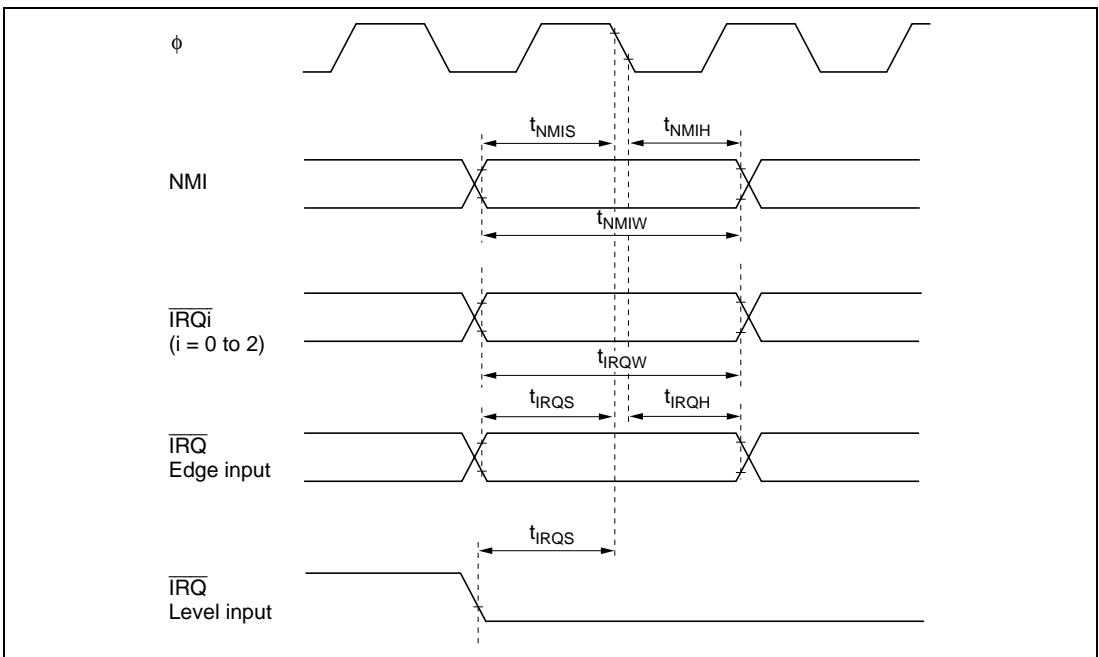 φ
tNMIS tNMIH
NMI
tNMIW
IRQi
(i = 0 to 2)
tIRQW
tIRQS tIRQH
IRQ
Edge input
tIRQS
IRQ
Level input